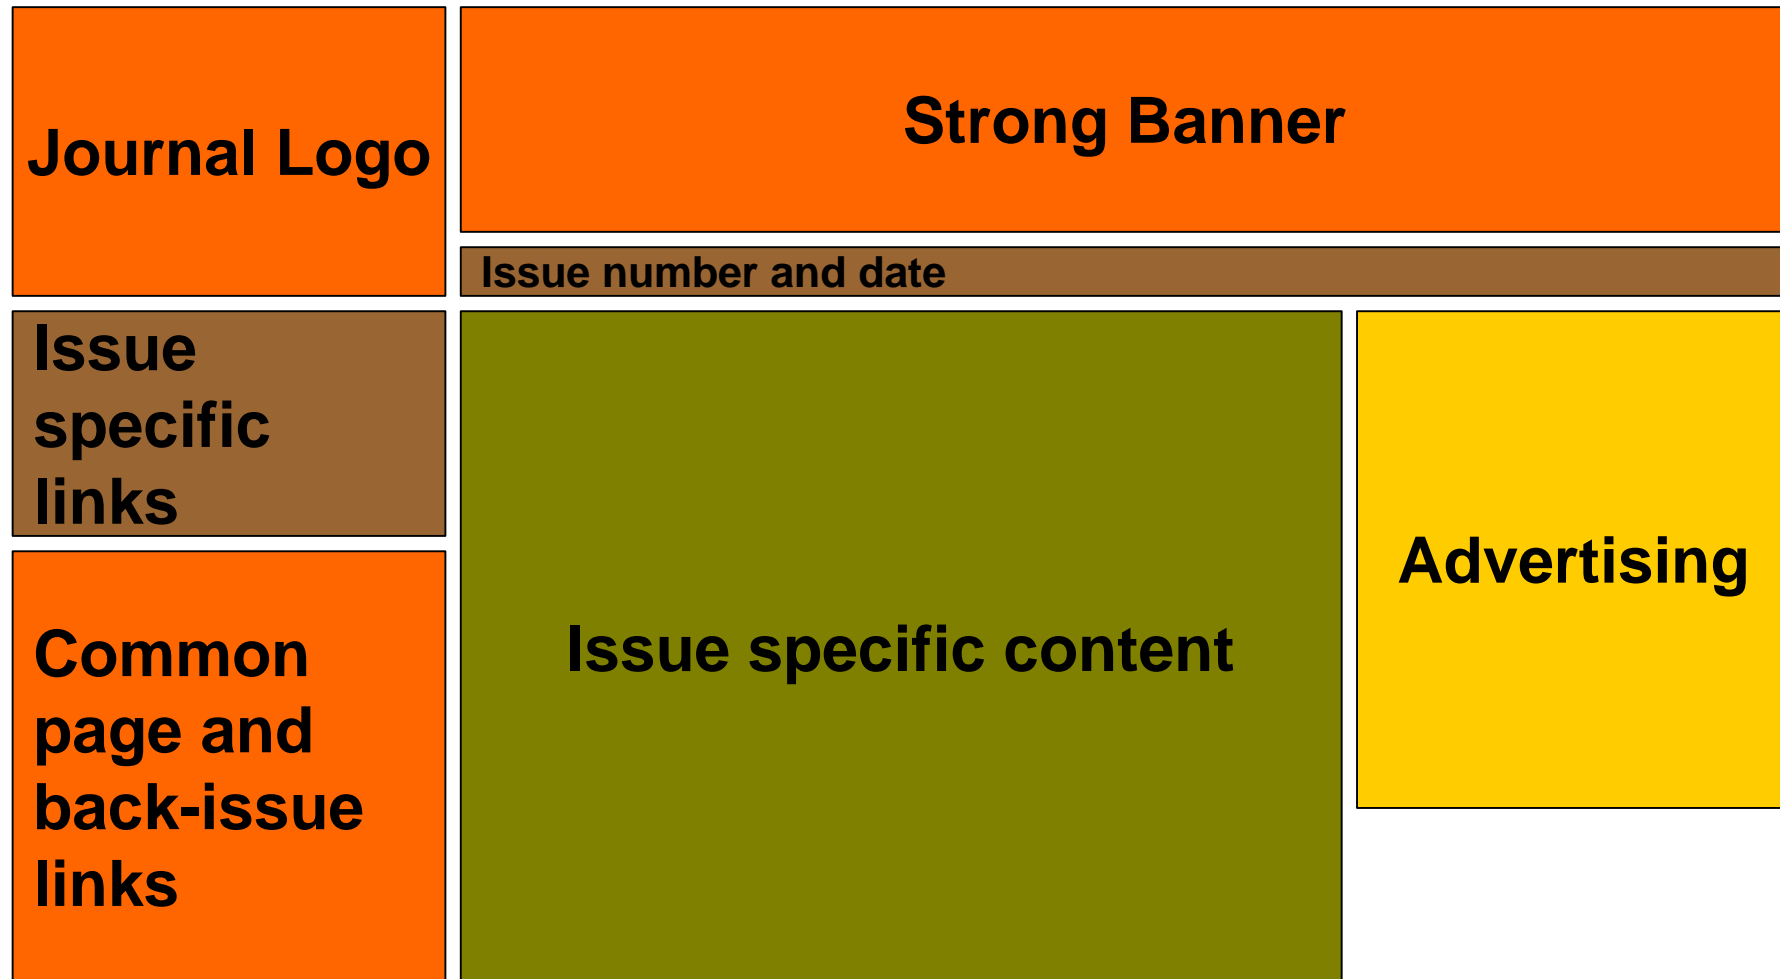 Journal Logo
Strong Banner
Issue number and date
Issue
specific
links
Common
page and
back-issue
links
Issue specific content
Advertising